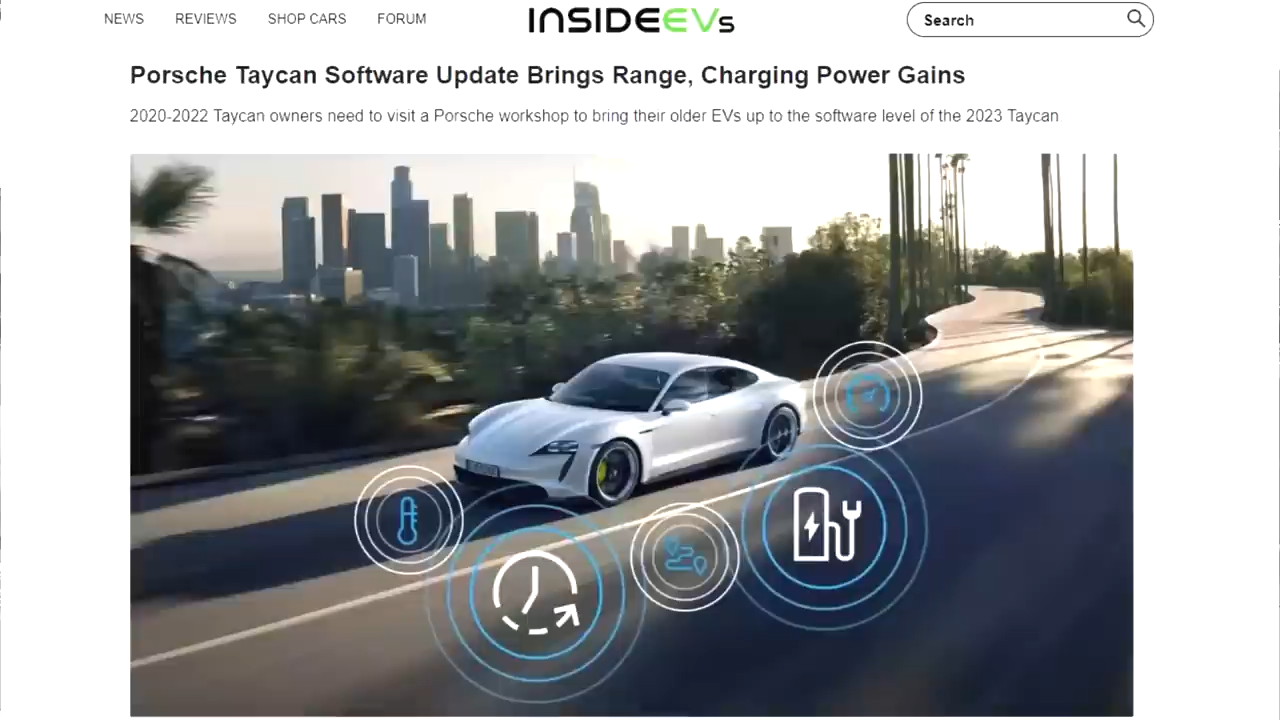 NEWS REVIEWS SHOP CARS FORUM INSIDEEVs Search
Porsche Taycan Software Update Brings Range, Charging Power Gains
2020-2022 Taycan owners need to visit a Porsche workshop to bring their older EVs up to the software level of the 2023 Taycan